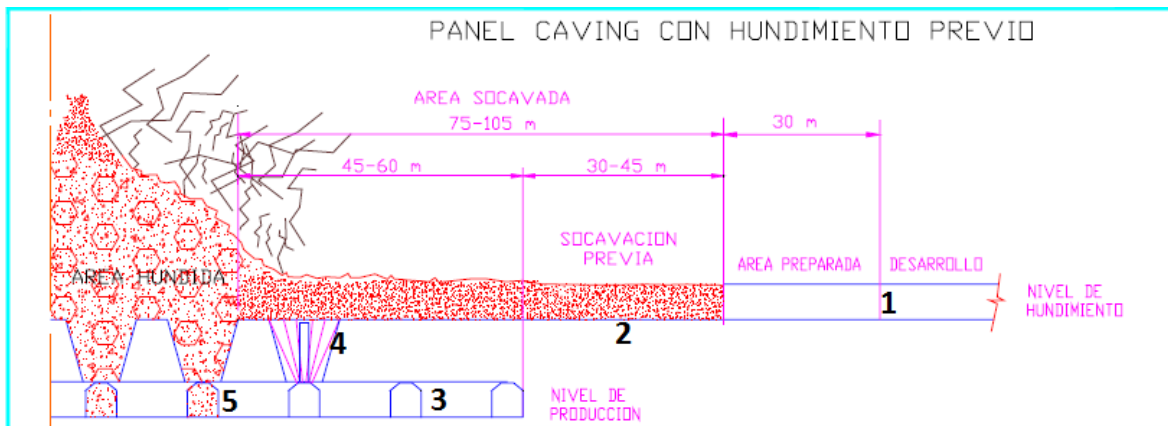 PANEL CAVING CON HUNDIMIENTO PREVIO
AREA SOCAVADA
75-105 m
30 m
45-60 m
30-45 m
SOCAVACION
PREVIA
AREA HUNDIDA
AREA PREPARADA
DESARROLLO
1
NIVEL DE
HUNDIMIENTO
2
4
5
3
NIVEL DE
PRODUCCION